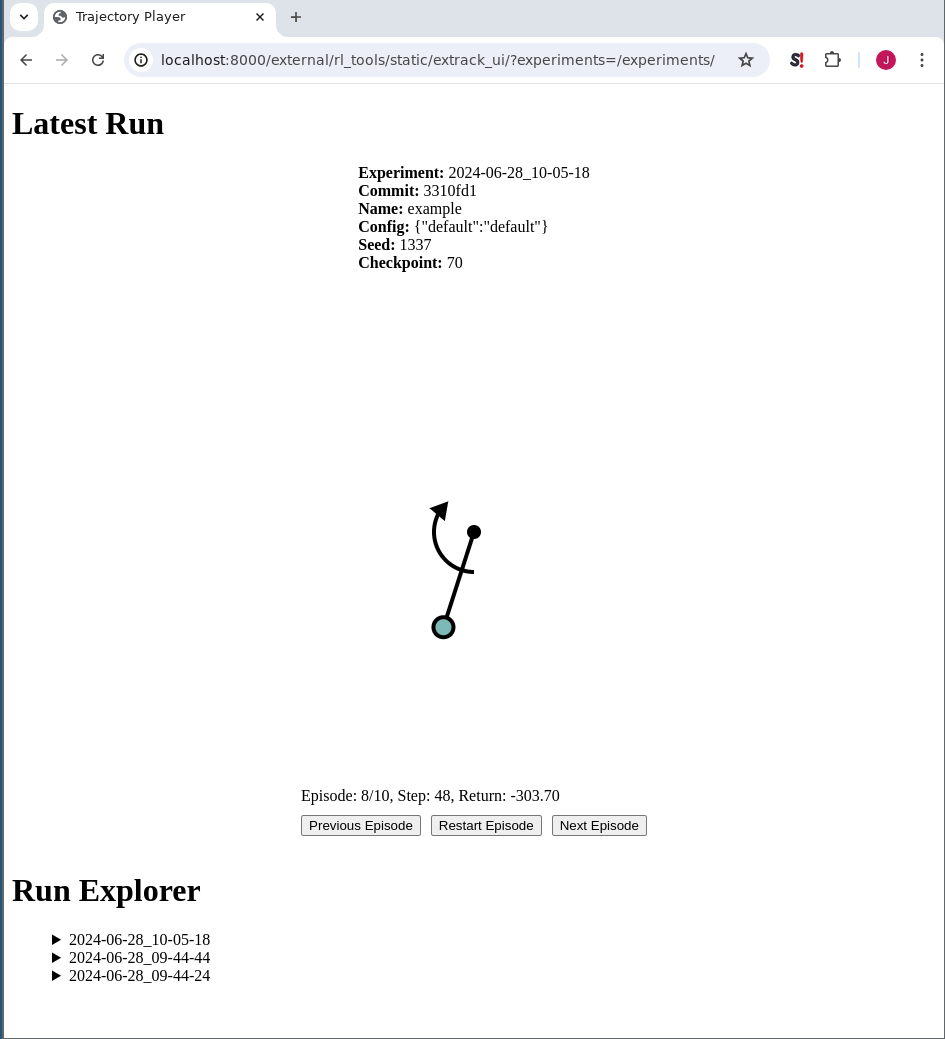 Trajectory Player
localhost:8000/external/rl_tools/static/extrack_ui/?experiments=/experiments/
S!
J
Latest Run
Experiment: 2024-06-28_10-05-18
Commit: 3310fd1
Name: example
Config: {"default":"default"}
Seed: 1337
Checkpoint: 70
Episode: 8/10, Step: 48, Return: -303.70
Previous Episode Restart Episode Next Episode
Run Explorer
2024-06-28_10-05-18
2024-06-28_09-44-44
2024-06-28_09-44-24